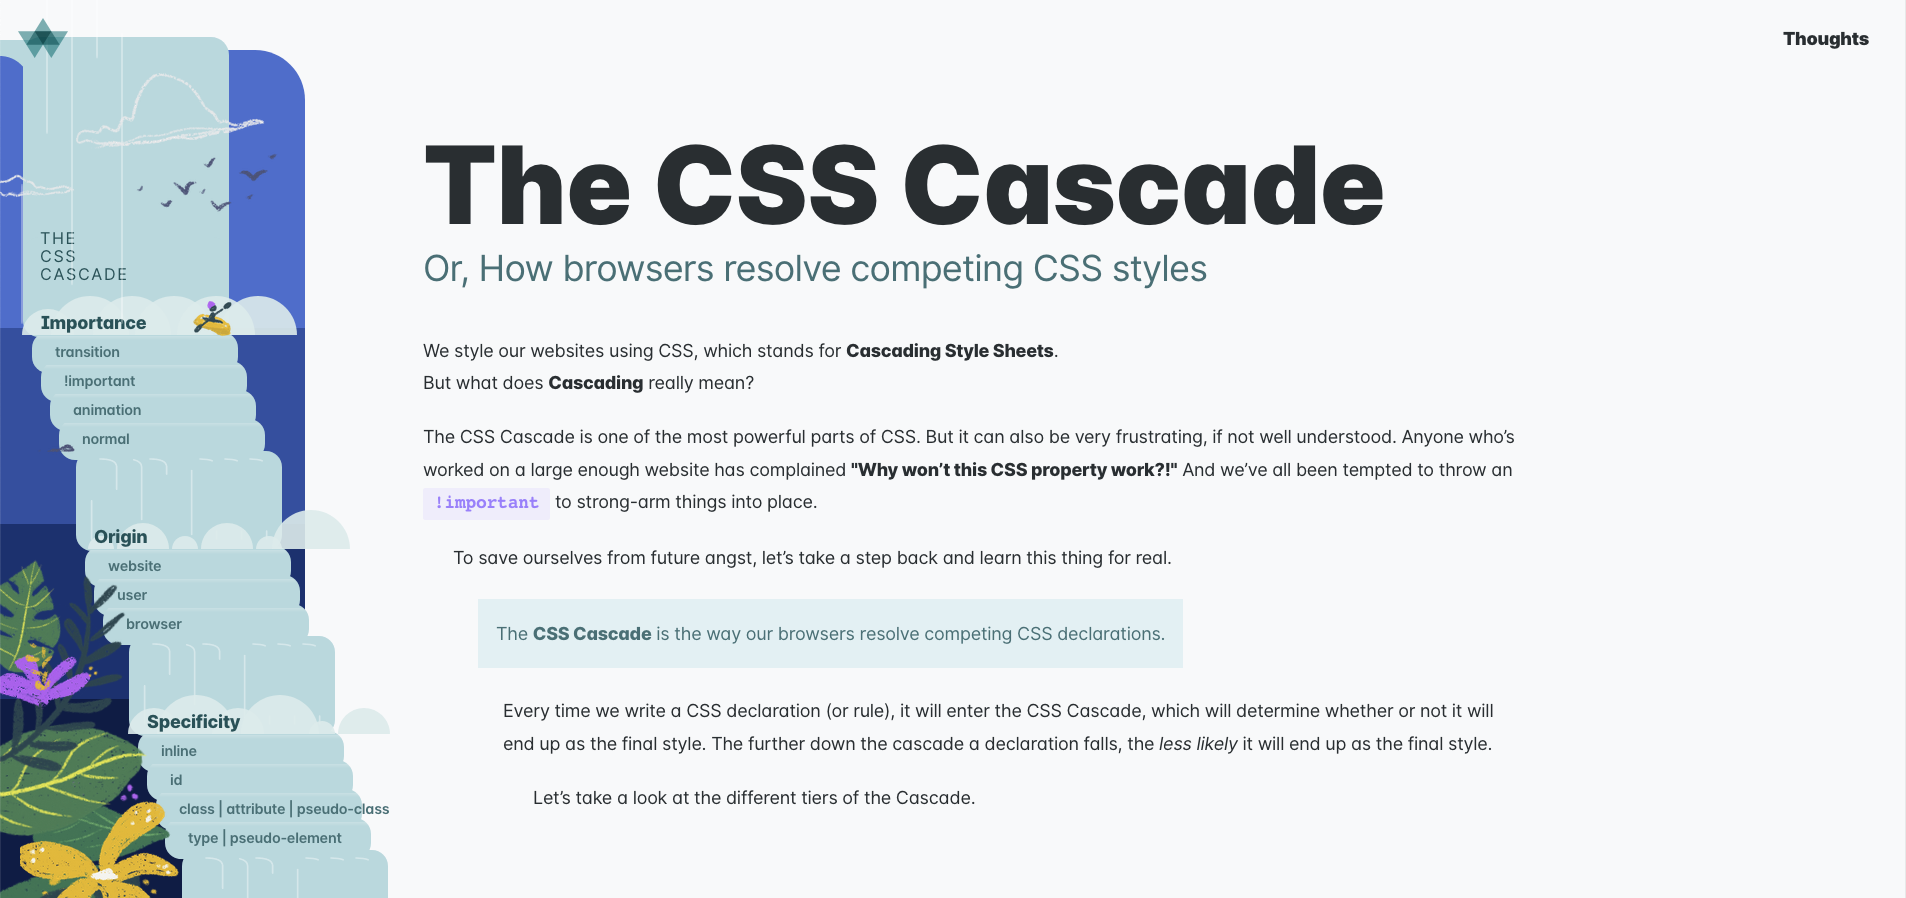 Thoughts
THE
CSS
CASCADE
Importance
transition
!important
animation
normal
Origin
website
user
browser
Specificity
inline
id
class | attribute | pseudo-class
type | pseudo-element
The CSS Cascade
Or, How browsers resolve competing CSS styles
We style our websites using CSS, which stands for Cascading Style Sheets.
But what does Cascading really mean?
The CSS Cascade is one of the most powerful parts of CSS. But it can also be very frustrating, if not well understood. Anyone who’s
worked on a large enough website has complained "Why won’t this CSS property work?!" And we’ve all been tempted to throw an
!important to strong-arm things into place.
To save ourselves from future angst, let’s take a step back and learn this thing for real.
The CSS Cascade is the way our browsers resolve competing CSS declarations.
Every time we write a CSS declaration (or rule), it will enter the CSS Cascade, which will determine whether or not it will
end up as the final style. The further down the cascade a declaration falls, the less likely it will end up as the final style.
Let’s take a look at the different tiers of the Cascade.